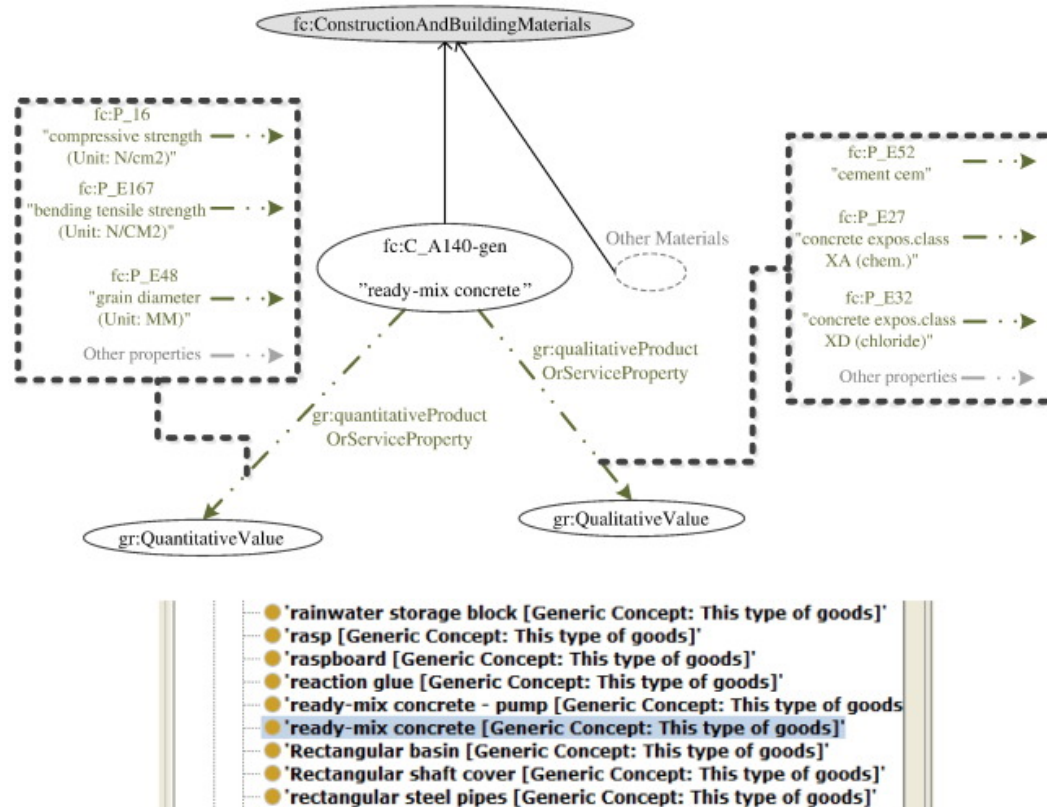 fc:ConstructionAndBuildingMaterials
fc:P_16
"compressive strength
(Unit: N/cm2)"
fc:P_E167
"bending tensile strength
(Unit: N/CM2)"
fc:P_E48
"grain diameter
(Unit: MM)"
Other properties
fc:C_A140-gen
"ready-mix concrete"
Other Materials
fc:P_E52
"cement cem"
fc:P_E27
"concrete expos.class
XA (chem.)"
fc:P_E32
"concrete expos.class
XD (chloride)"
Other properties
gr:quantitativeProduct
OrServiceProperty
gr:qualitativeProduct
OrServiceProperty
gr:QuantitativeValue
gr:QualitativeValue
'rainwater storage block [Generic Concept: This type of goods]'
'rasp [Generic Concept: This type of goods]'
'raspboard [Generic Concept: This type of goods]'
'reaction glue [Generic Concept: This type of goods]'
'ready-mix concrete - pump [Generic Concept: This type of goods
'ready-mix concrete [Generic Concept: This type of goods]'
'Rectangular basin [Generic Concept: This type of goods]'
'Rectangular shaft cover [Generic Concept: This type of goods]'
'rectangular steel pipes [Generic Concept: This type of goods]'